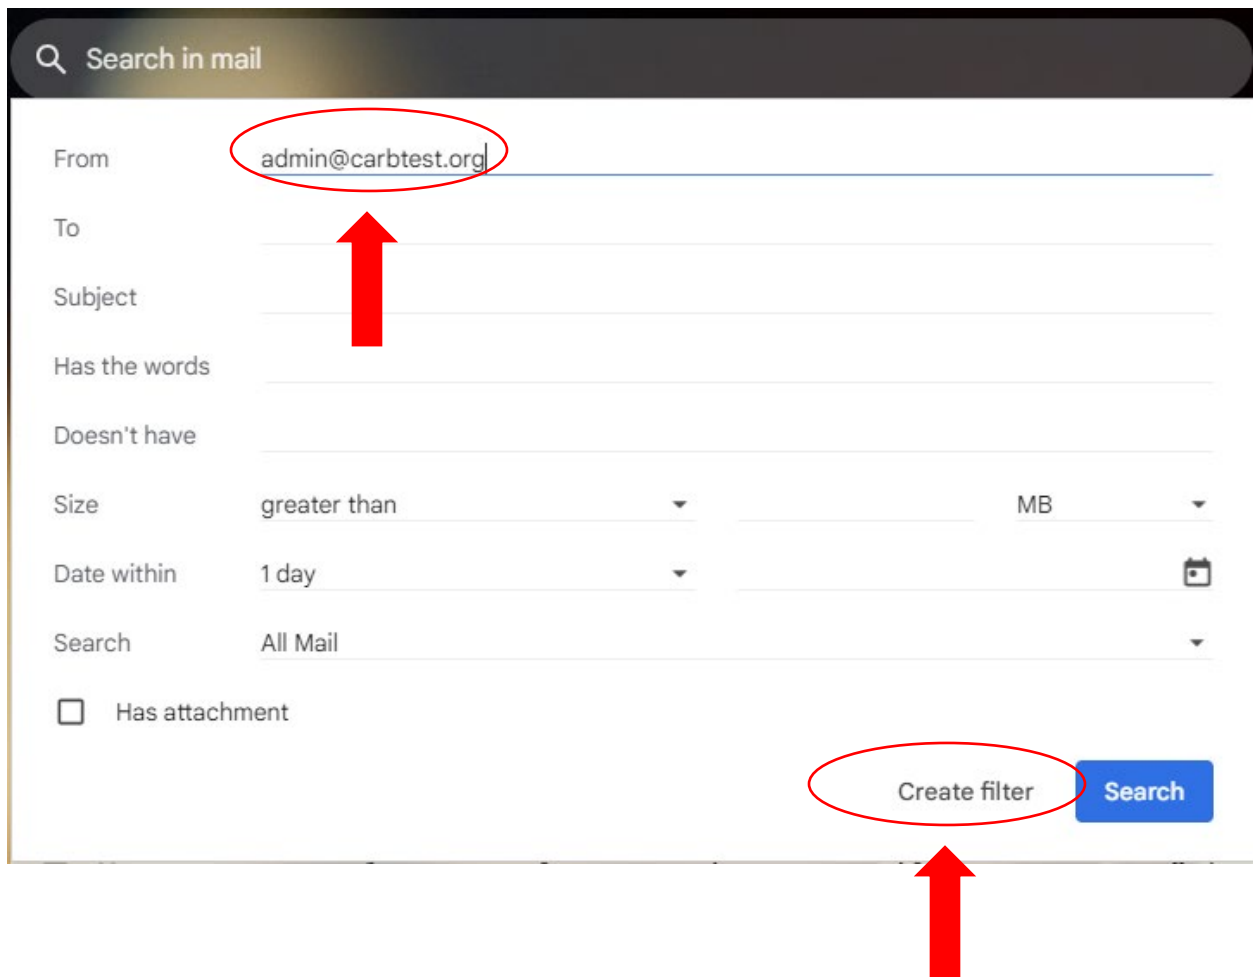 Search in mail
From admin@carbtest.org
To
Subject
Has the words
Doesn't have
Size greater than MB
Date within 1 day
Search All Mail
Has attachment
Create filter Search